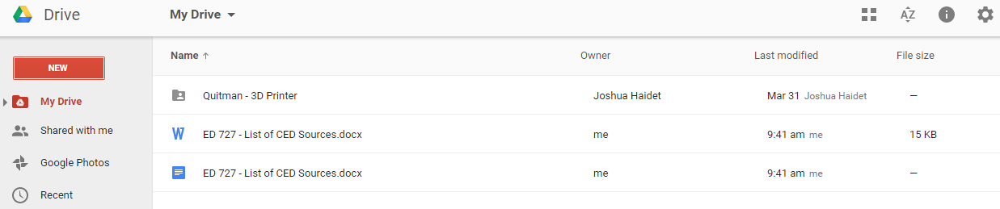 Drive My Drive AZ
Name Owner Last modified File size
NEW
My Drive
Shared with me
Google Photos
Recent
Quitman - 3D Printer Joshua Haidet Mar 31 Joshua Haidet —
W ED 727 - List of CED Sources.docx me 9:41 am me 15 KB
ED 727 - List of CED Sources.docx me 9:41 am me —